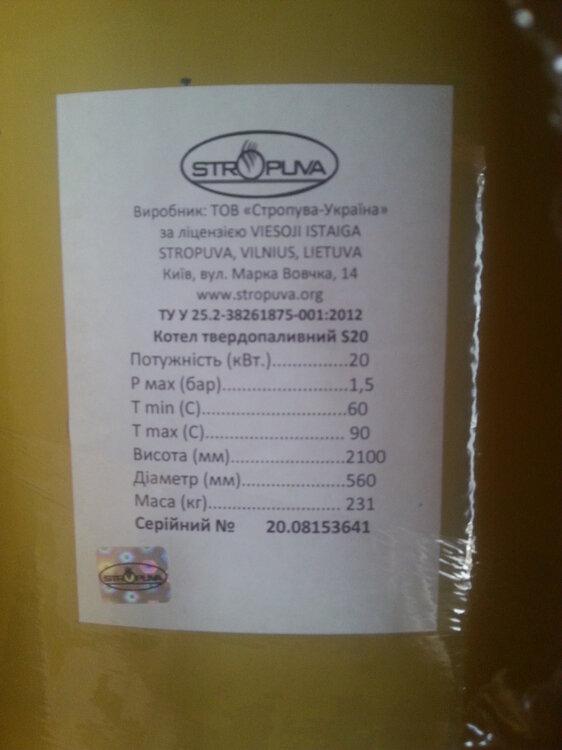 STROPUVA
Виробник: ТОВ «Стропува-Україна»
за ліцензією VIESOJI ISTAIGA
STROPUVA, VILNIUS, LIETUVA
Київ, вул. Марка Вовчка, 14
www.stropuva.org
ТУ У 25.2-38261875-001:2012
Котел твердопаливний S20
Потужність (кВт.)...............20
Р мах (бар)......................1,5
T min (C)........................60
T max (C)........................ 90
Висота (мм)...................2100
Діаметр (мм)..................560
Маса (кг)........................ 231
Серійний № 20.08153641
STROPUVA